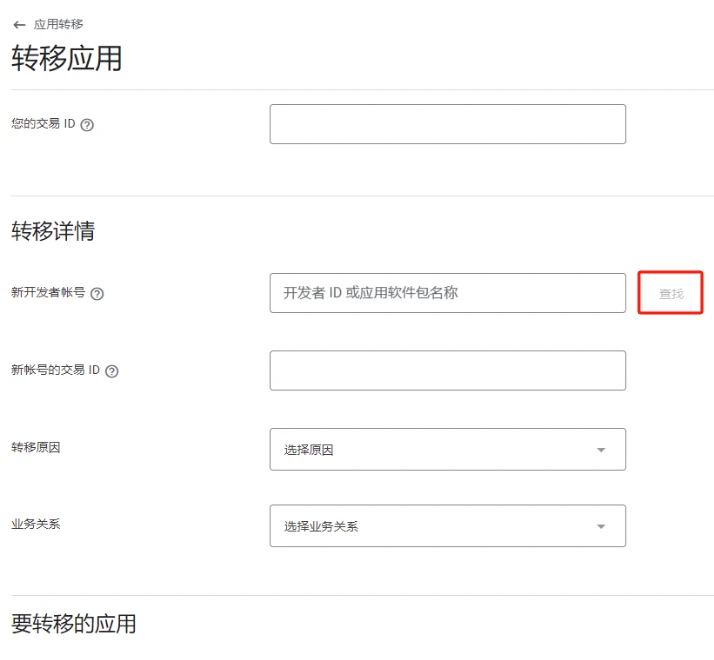 ← 应用转移
转移应用
您的交易 ID
转移详情
新开发者帐号
开发者 ID 或应用软件包名称
查找
新帐号的交易 ID
转移原因
选择原因
业务关系
选择业务关系
要转移的应用